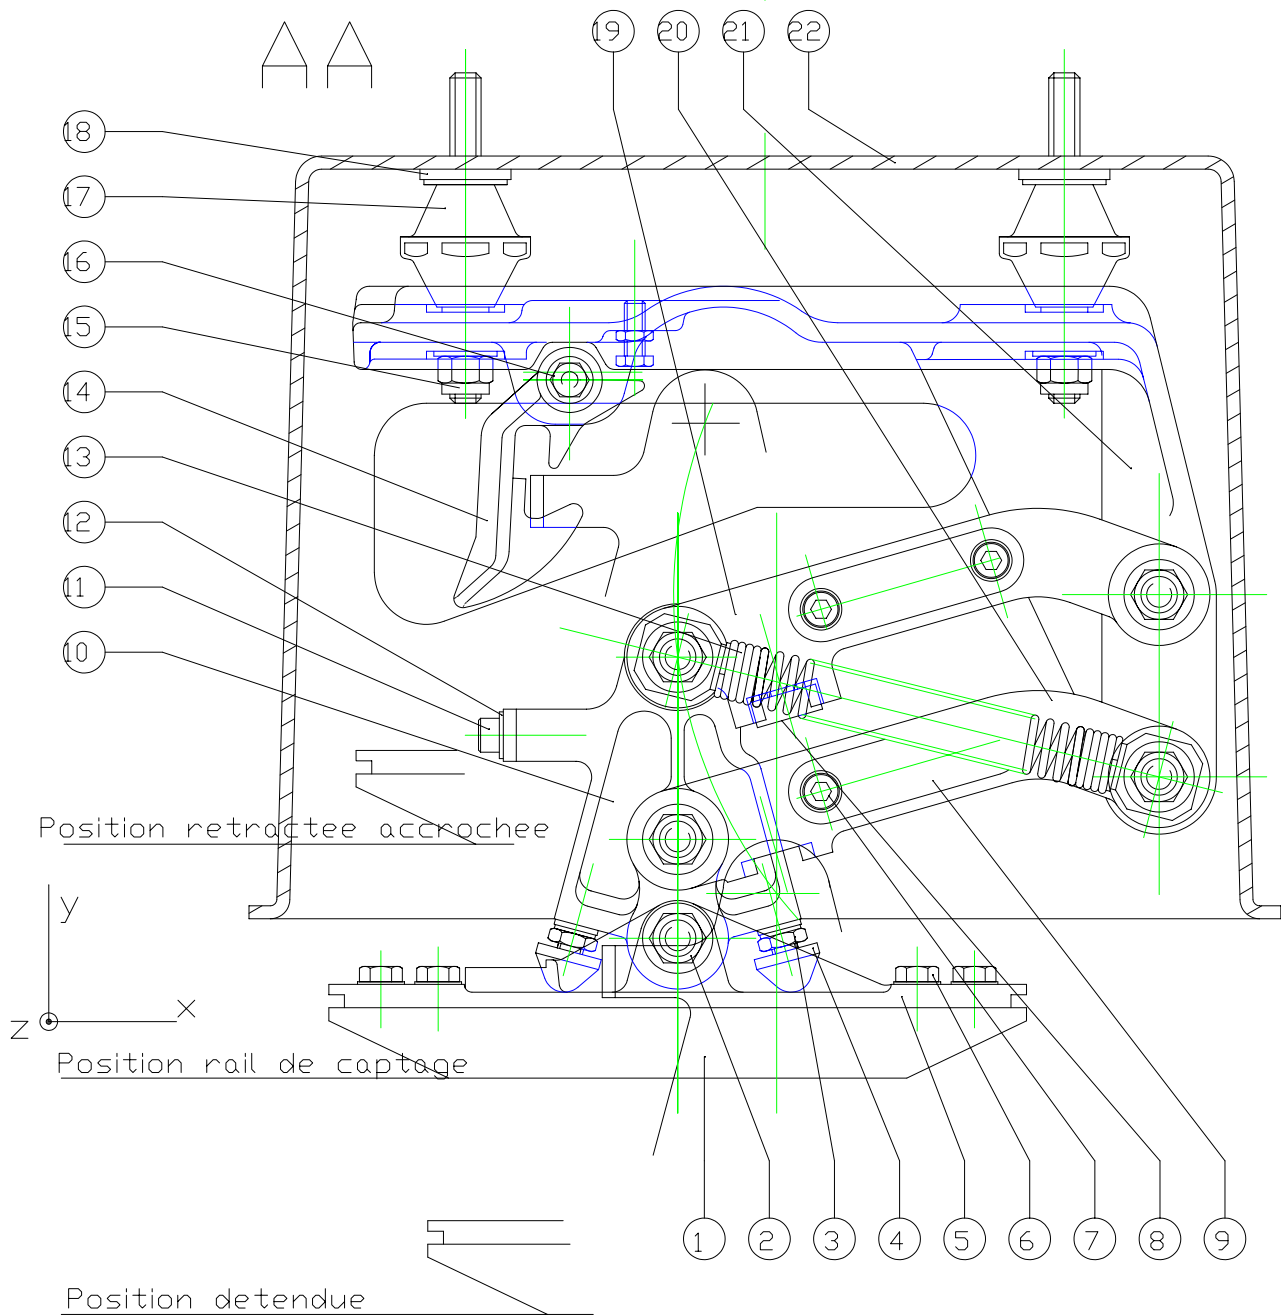 19 20 21 22
18
17
16
15
14
13
12
11
10
Position retractee accrochee
y
x
z
Position rail de captage
1 2 3 4 5 6 7 8 9
Position detendue